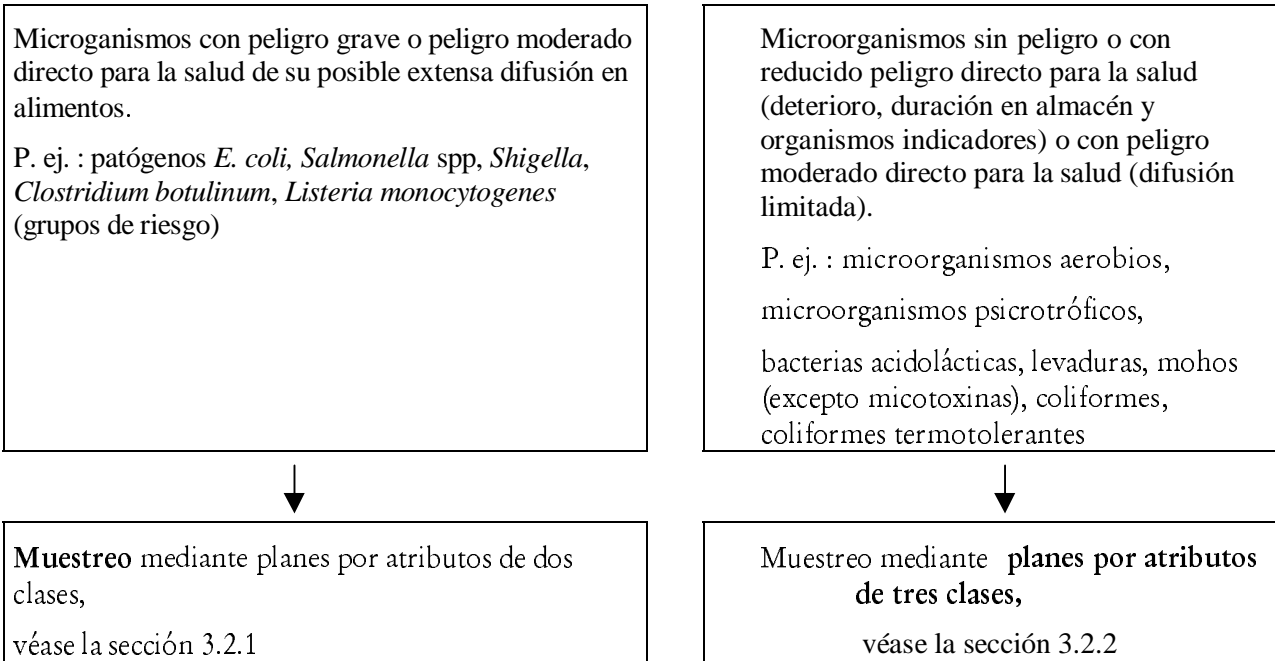 Microganismos con peligro grave o peligro moderado
directo para la salud de su posible extensa difusión en
alimentos.
P. ej. : patógenos E. coli, Salmonella spp, Shigella,
Clostridium botulinum, Listeria monocytogenes
(grupos de riesgo)
Microorganismos sin peligro o con
reducido peligro directo para la salud
(deterioro, duración en almacén y
organismos indicadores) o con peligro
moderado directo para la salud (difusión
limitada).
P. ej. : microorganismos aerobios,
microorganismos psicrotróficos,
bacterias acidolácticas, levaduras, mohos
(excepto micotoxinas), coliformes,
coliformes termotolerantes
Muestreo mediante planes por atributos de dos
clases,
véase la sección 3.2.1
Muestreo mediante planes por atributos
de tres clases,
véase la sección 3.2.2